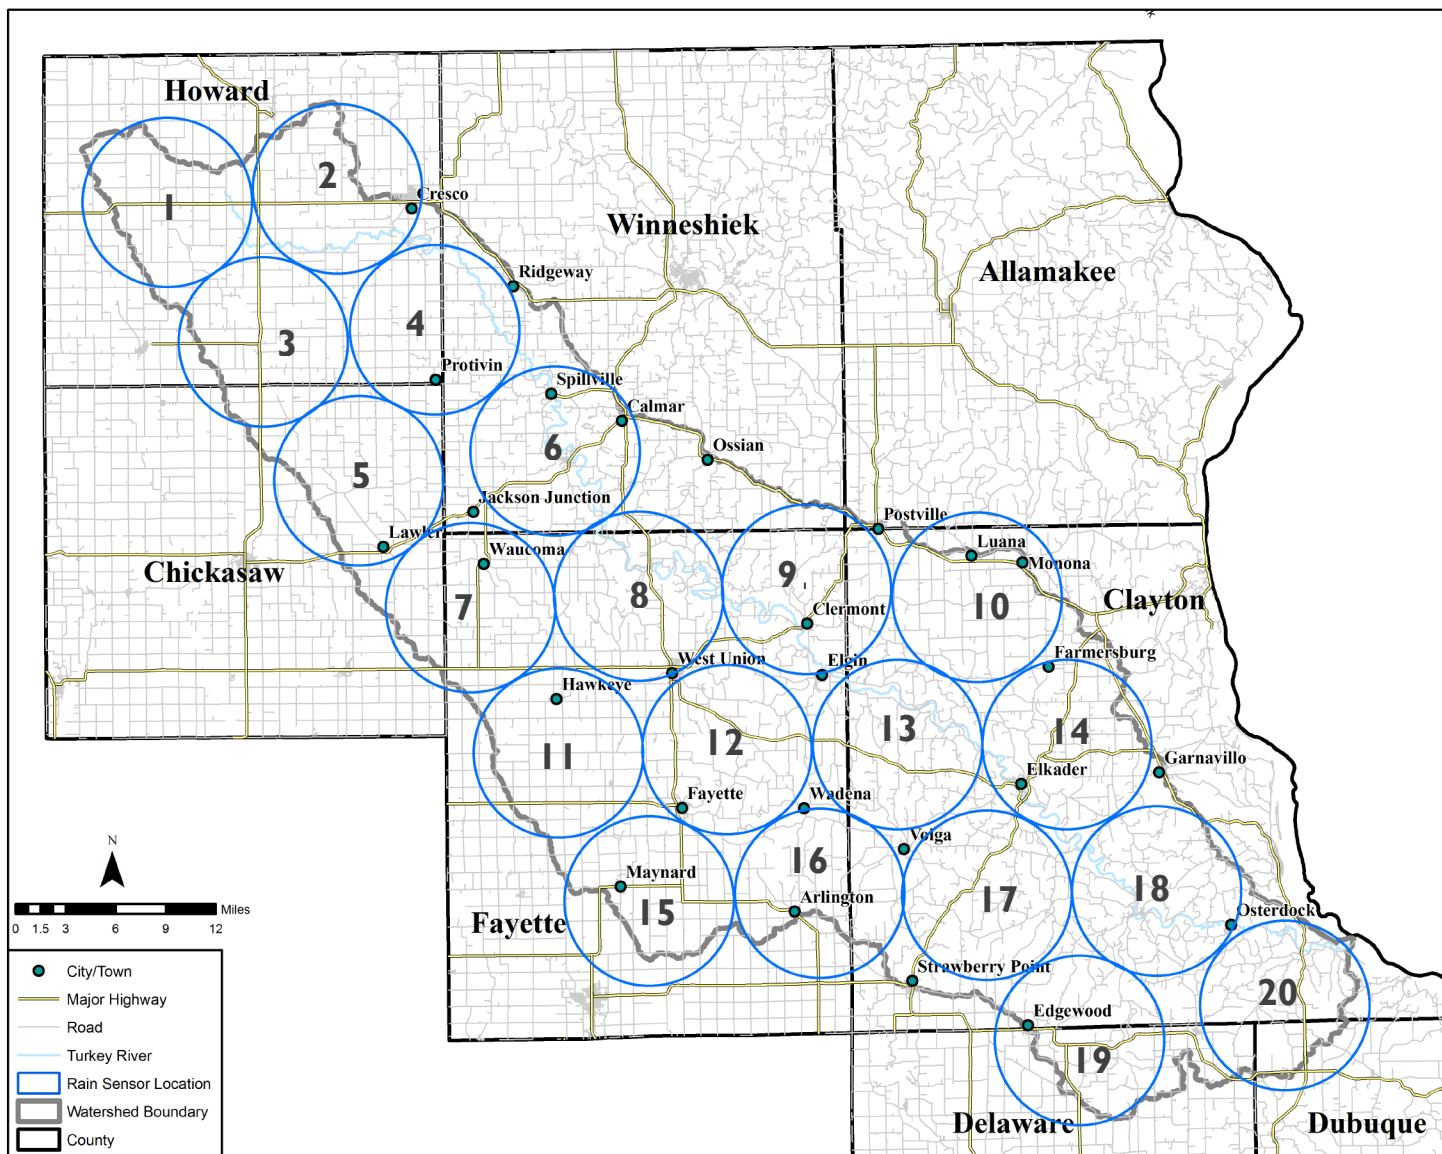 Howard
2
1
Cresco
Winneshiek
Ridgeway
Allamakee
4
3
Protivin
Spillville
Calmar
6
Ossian
5
Jackson Junction
Postville
Lawler
Waucoma
Luana
Monona
Chickasaw
9
8
7
10
Clermont
Clayton
West Union
Elgin
Farmersburg
Hawkeye
11
12
13
14
Garnavillo
Elkader
Fayette
Wadena
Volga
N
16
Maynard
Arlington
15
17
18
Fayette
Osterdock
Miles
0 1.5 3 6 9 12
Strawberry Point
20
City/Town
Major Highway
Edgewood
Road
19
Turkey River
Rain Sensor Location
Watershed Boundary
County
Delaware
Dubuque